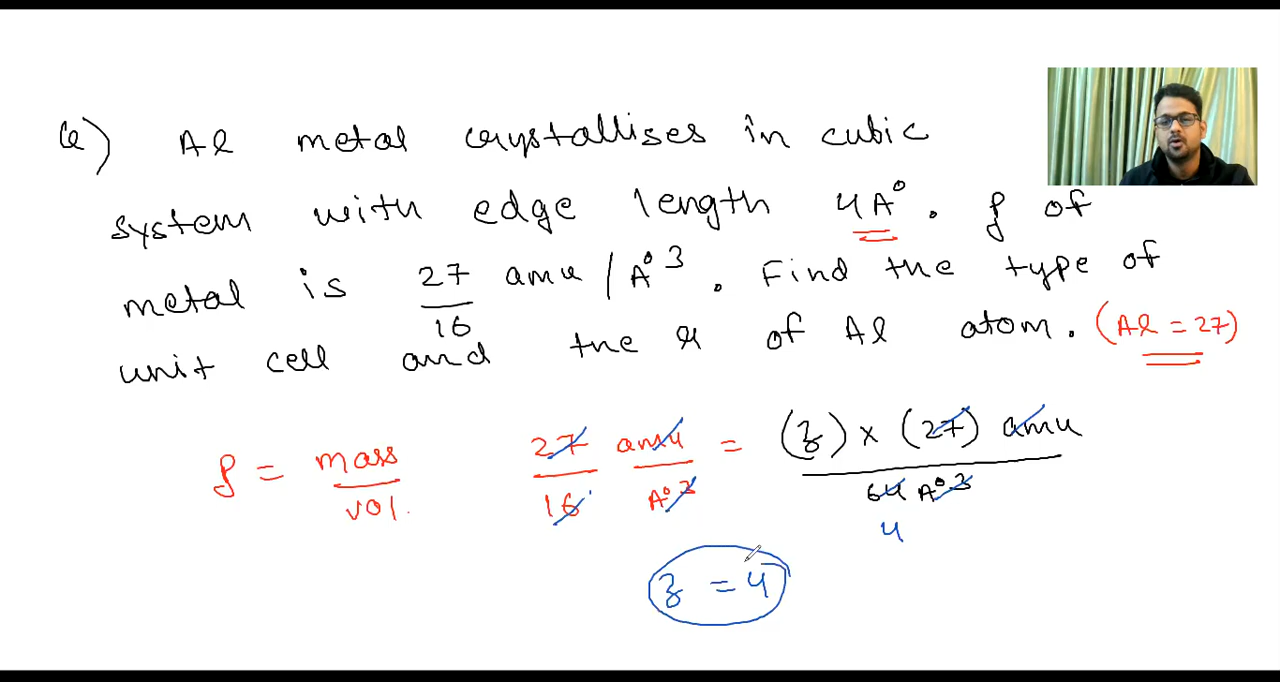 Q) Al metal crystallises in cubic
system with edge length 4A° . ρ of
metal is 27/16 amu/A°3 . Find the type of
unit cell and the r of Al atom. (Al = 27)
ρ = mass/vol. 27/16 amu/A°3 = (z) x (27) amu/64 A°3
4
z = 4